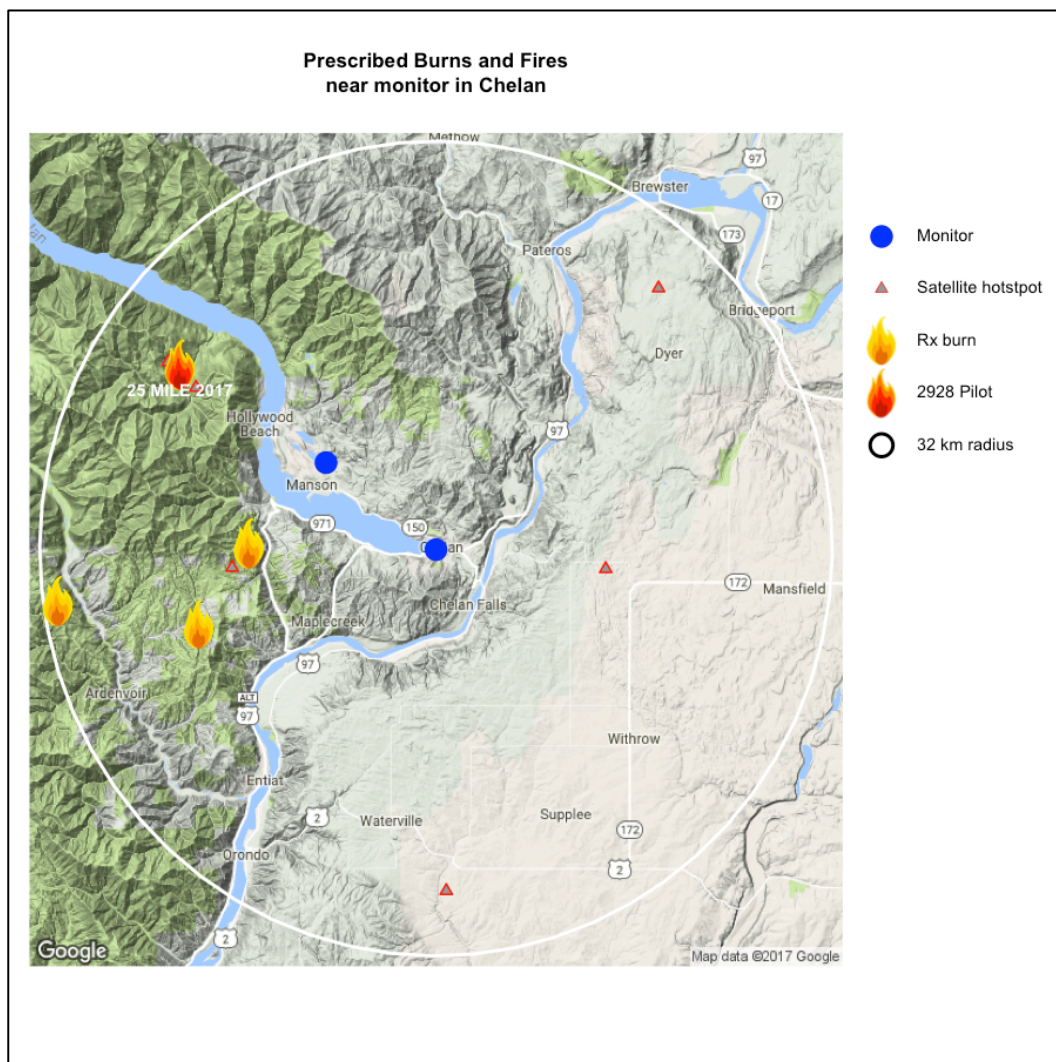 Prescribed Burns and Fires
near monitor in Chelan
Methow
97
Brewster
17
173
Pateros
Bridgeport
Dyer
25 MILE 2017
Hollywood
Beach
97
Manson
971
150
172
Mansfield
Chelan Falls
Maplecreek
97
Ardenvoir
ALT
97
Withrow
Entiat
2
Waterville
Supplee
172
Orondo
2
2
Google
Map data ©2017 Google
Monitor
Satellite hotstpot
Rx burn
2928 Pilot
32 km radius